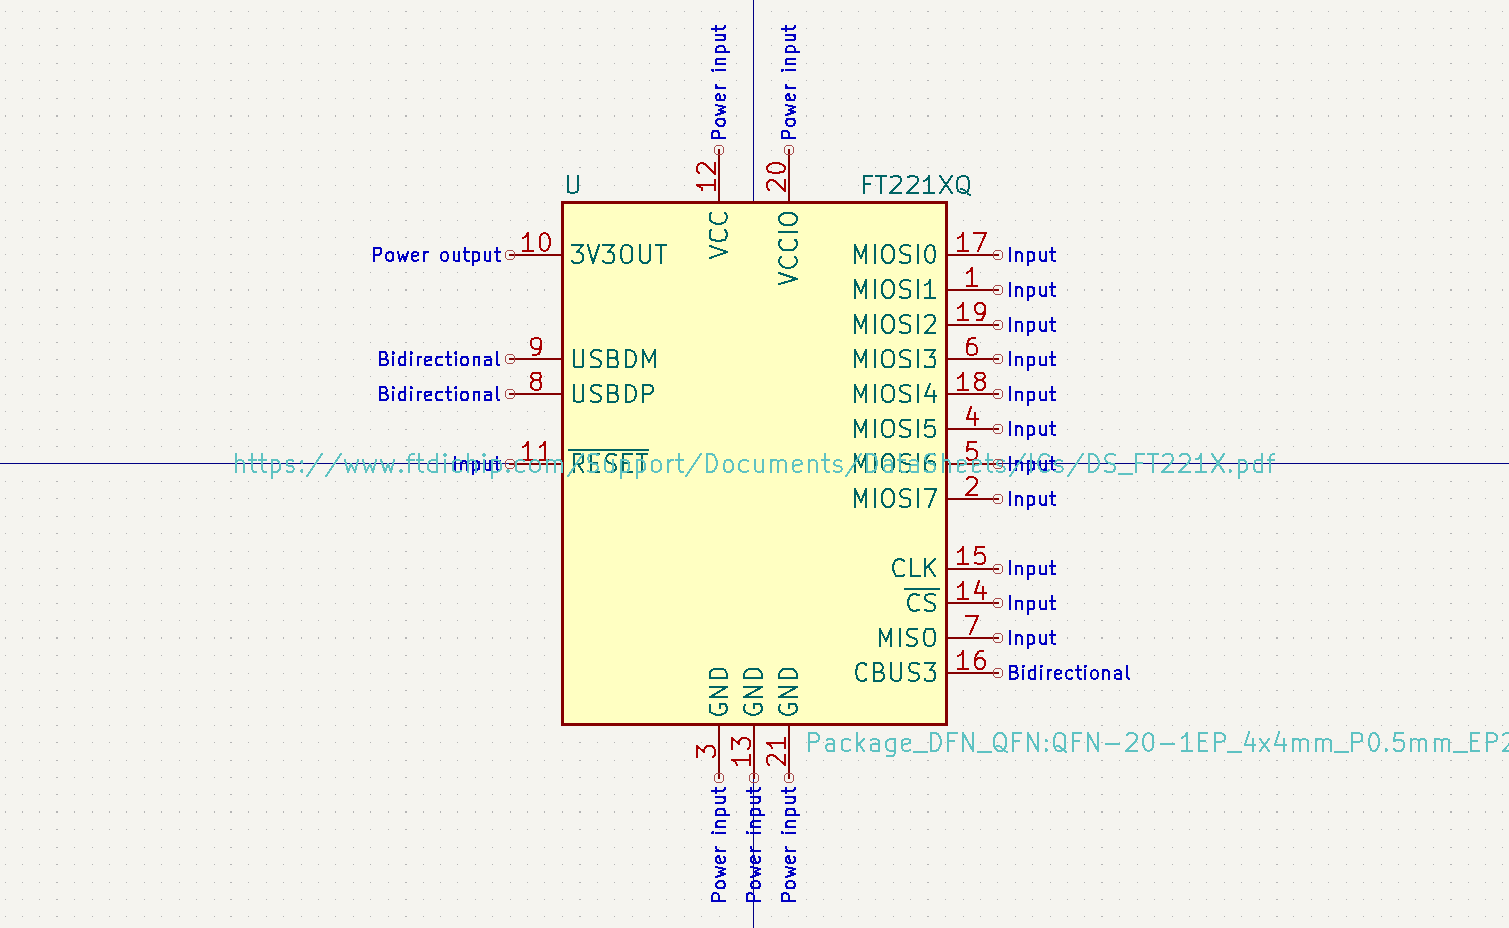 Power input
Power input
12
20
U
FT221XQ
VCC
VCCIO
Power output 10 3V3OUT
MIOSI0 17 Input
MIOSI1 1 Input
MIOSI2 19 Input
Bidirectional 9 USBDM
MIOSI3 6 Input
Bidirectional 8 USBDP
MIOSI4 18 Input
MIOSI5 4 Input
Input 11 RESET
MIOSI6 5 Input
https://www.ftdichip.com/Support/Documents/DataSheets/ICs/DS_FT221X.pdf
MIOSI7 2 Input
CLK 15 Input
CS 14 Input
MISO 7 Input
CBUS3 16 Bidirectional
GND
GND
GND
3
13
21
Package_DFN_QFN:QFN-20-1EP_4x4mm_P0.5mm_EP2
Power input
Power input
Power input